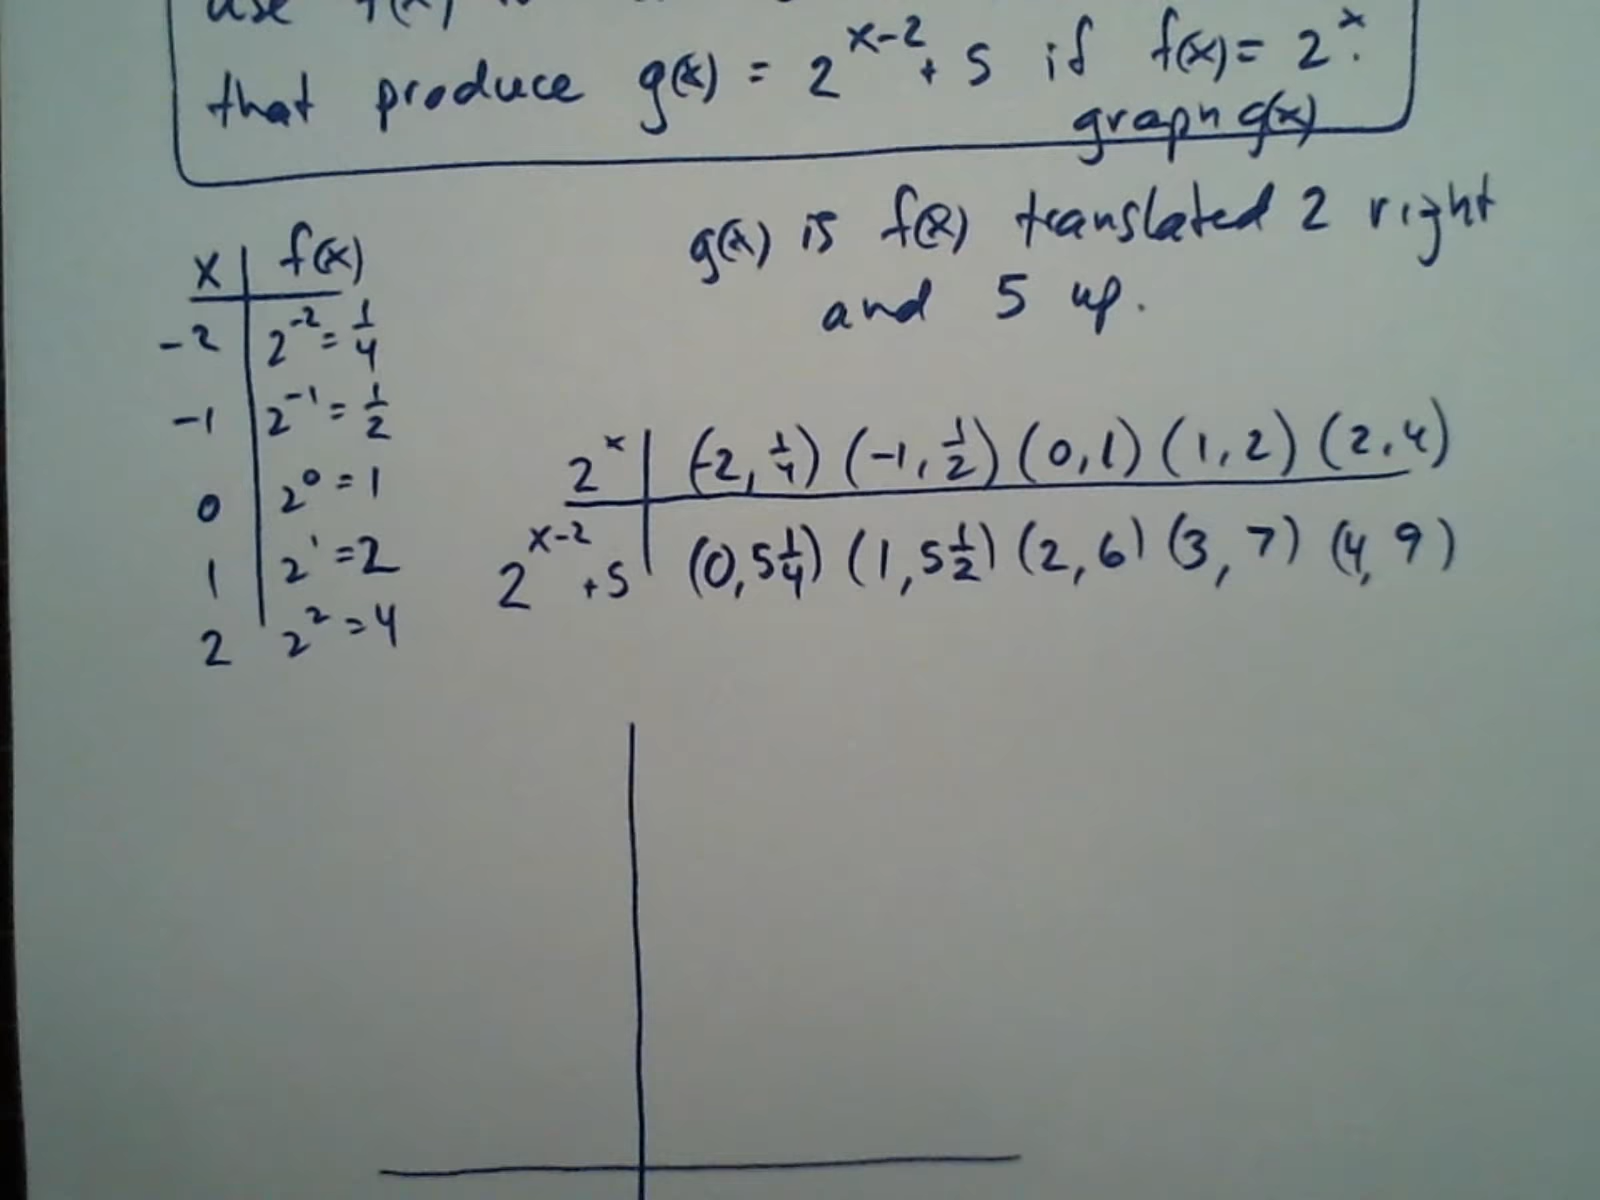 use f(x)
that produce g(x) = 2^{x-2} + 5 if f(x) = 2^x.
graph g(x)
g(x) is f(x) translated 2 right
and 5 up.
x | f(x)
-2 | 2^{-2} = 1/4
-1 | 2^{-1} = 1/2
0 | 2^0 = 1
1 | 2^1 = 2
2 2^2 = 4
2^x | (-2, 1/4) (-1, 1/2) (0, 1) (1, 2) (2, 4)
2^{x-2} + 5 | (0, 5 1/4) (1, 5 1/2) (2, 6) (3, 7) (4, 9)